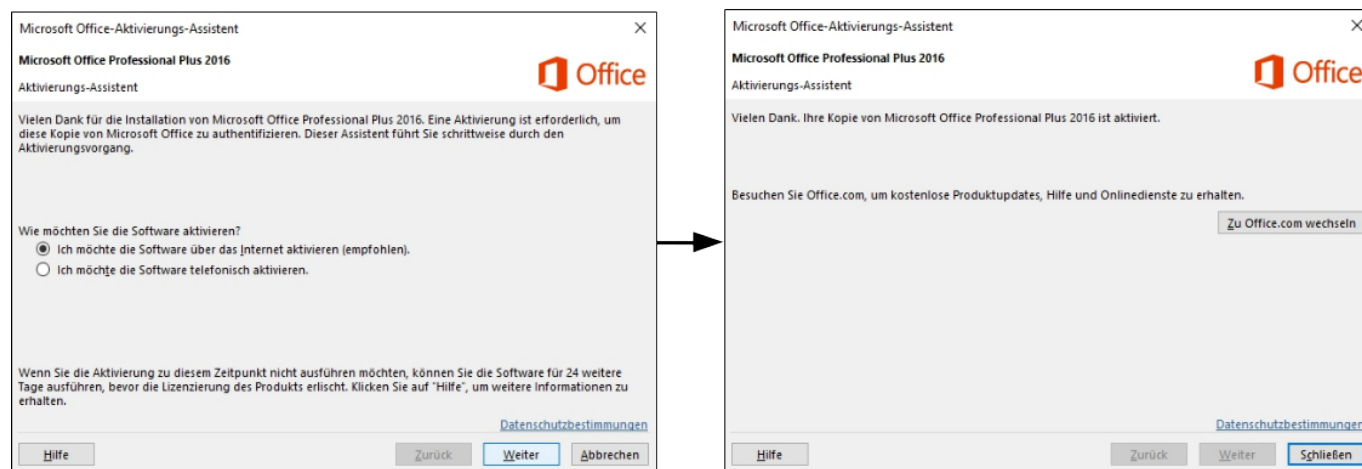 Microsoft Office-Aktivierungs-Assistent
Microsoft Office Professional Plus 2016
Office
Aktivierungs-Assistent
Vielen Dank für die Installation von Microsoft Office Professional Plus 2016. Eine Aktivierung ist erforderlich, um
diese Kopie von Microsoft Office zu authentifizieren. Dieser Assistent führt Sie schrittweise durch den
Aktivierungsvorgang.
Wie möchten Sie die Software aktivieren?
Ich möchte die Software über das Internet aktivieren (empfohlen).
Ich möchte die Software telefonisch aktivieren.
Wenn Sie die Aktivierung zu diesem Zeitpunkt nicht ausführen möchten, können Sie die Software für 24 weitere
Tage ausführen, bevor die Lizenzierung des Produkts erlischt. Klicken Sie auf "Hilfe", um weitere Informationen zu
erhalten.
Datenschutzbestimmungen
Hilfe
Zurück
Weiter
Abbrechen
Microsoft Office-Aktivierungs-Assistent
Microsoft Office Professional Plus 2016
Office
Aktivierungs-Assistent
Vielen Dank. Ihre Kopie von Microsoft Office Professional Plus 2016 ist aktiviert.
Besuchen Sie Office.com, um kostenlose Produktupdates, Hilfe und Onlinedienste zu erhalten.
Zu Office.com wechseln
Datenschutzbestimmungen
Hilfe
Zurück
Weiter
Schließen